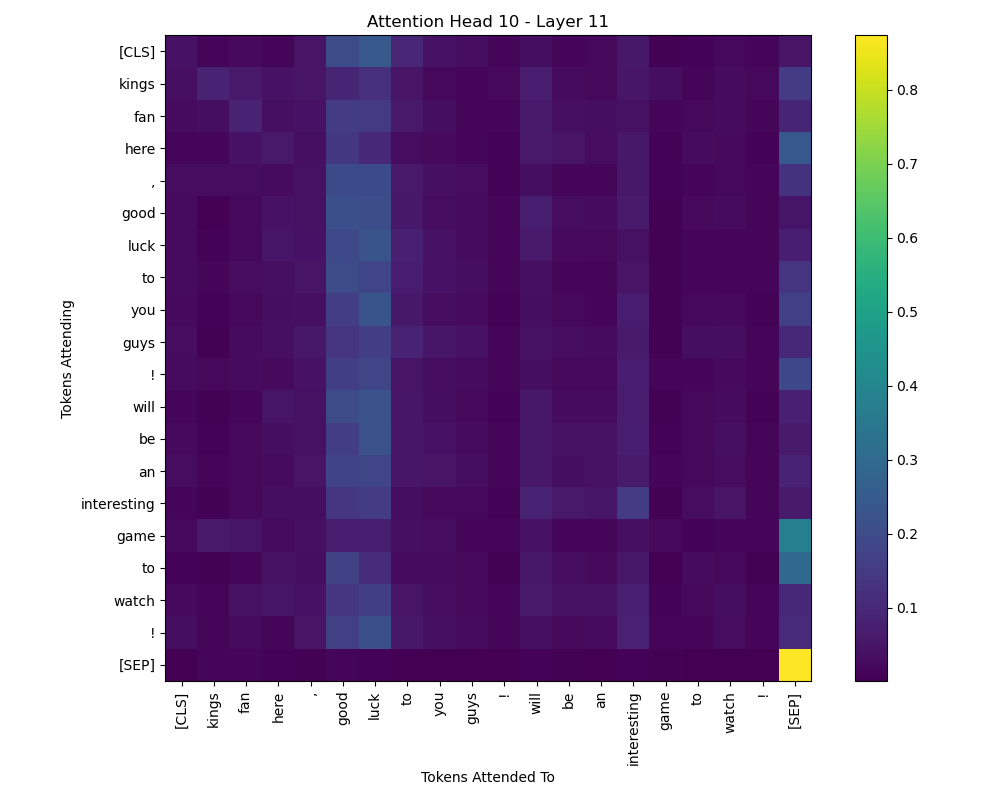 Attention Head 10 - Layer 11
Tokens Attending
[CLS]
kings
fan
here
,
good
luck
to
you
guys
!
will
be
an
interesting
game
to
watch
!
[SEP]
[CLS] kings fan here , good luck to you guys ! will be an interesting game to watch ! [SEP]
Tokens Attended To
0.8
0.7
0.6
0.5
0.4
0.3
0.2
0.1